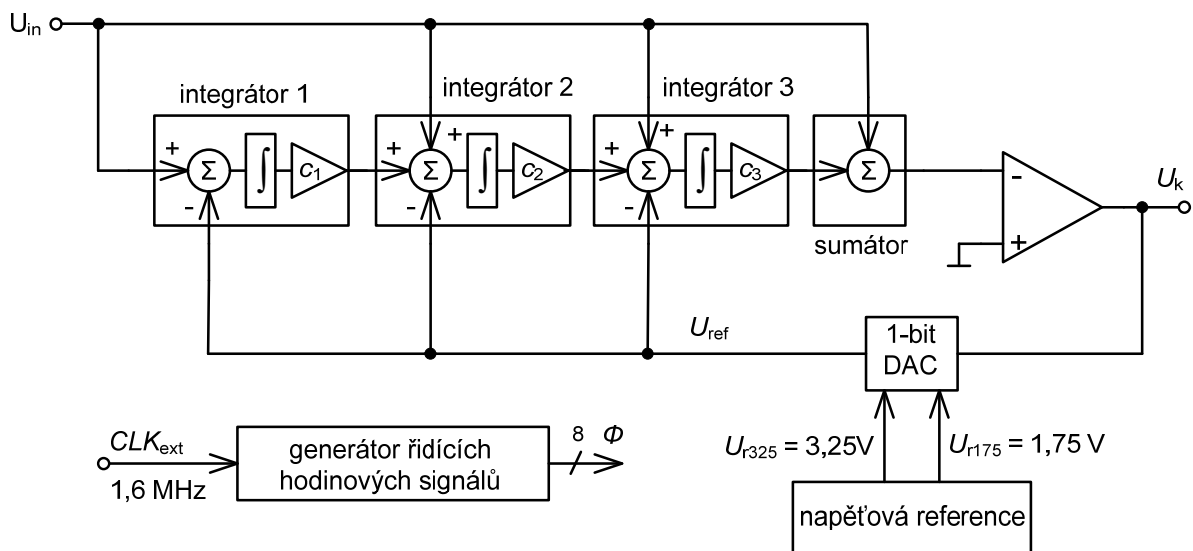 Uin
integrátor 1
integrátor 2
integrátor 3
+
Σ
∫
c1
-
+
+
Σ
∫
c2
-
+
+
Σ
∫
c3
-
Σ
sumátor
-
+
Uk
Uref
1-bit
DAC
CLKext
1,6 MHz
generátor řidících
hodinových signálů
8
Φ
Ur325 = 3,25V
Ur175 = 1,75 V
napěťová reference